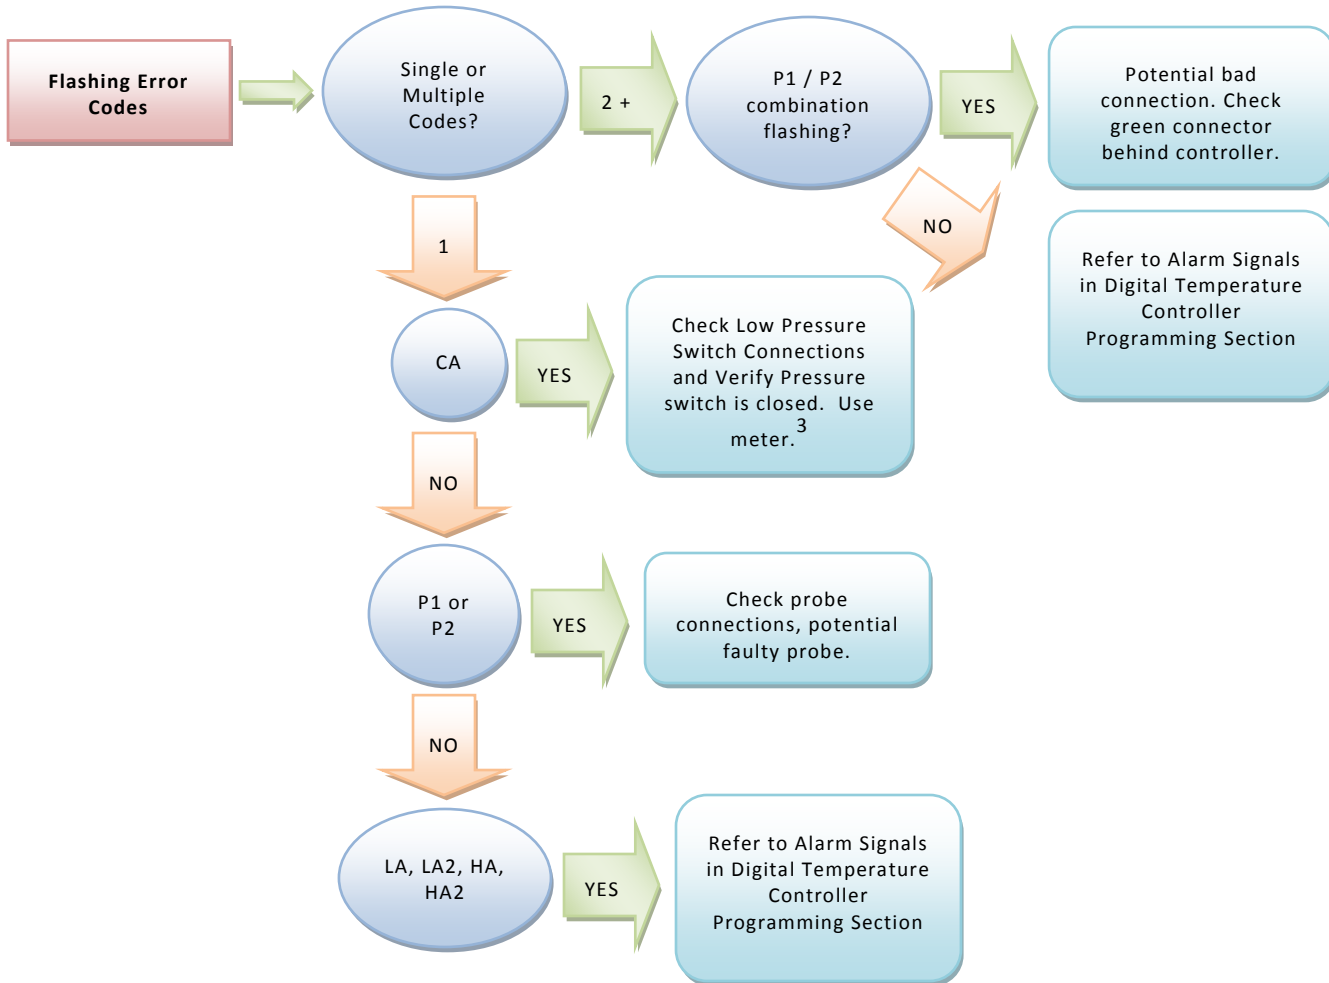 Flashing Error
Codes
Single or
Multiple
Codes?
2 +
P1 / P2
combination
flashing?
YES
Potential bad
connection. Check
green connector
behind controller.
NO
Refer to Alarm Signals
in Digital Temperature
Controller
Programming Section
1
CA
YES
Check Low Pressure
Switch Connections
and Verify Pressure
switch is closed. Use
meter.3
NO
P1 or
P2
YES
Check probe
connections, potential
faulty probe.
NO
LA, LA2, HA,
HA2
YES
Refer to Alarm Signals
in Digital Temperature
Controller
Programming Section